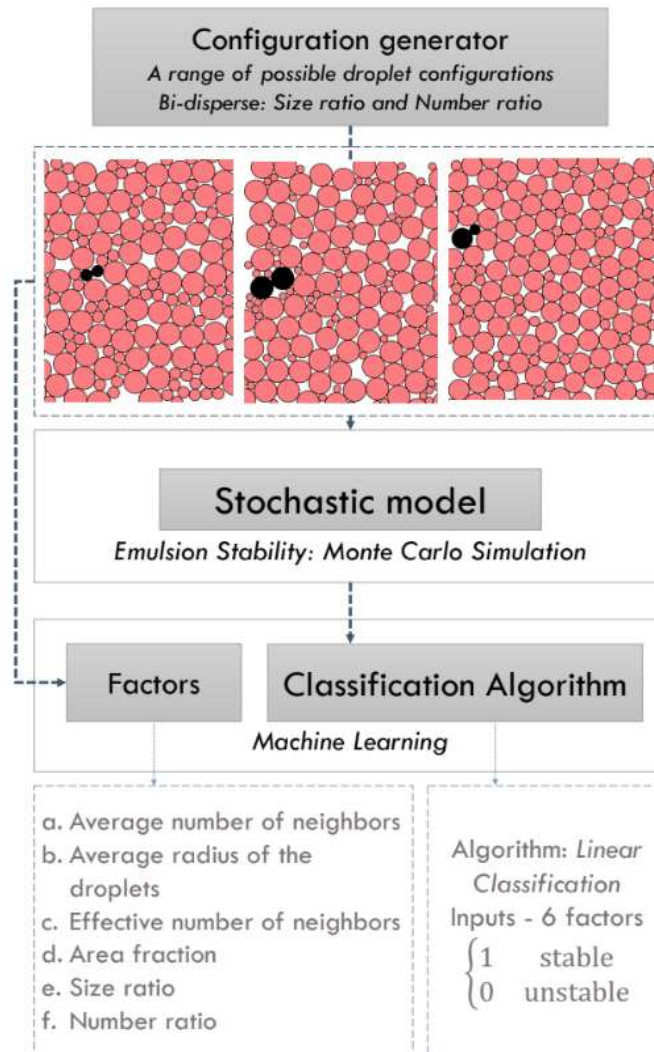 Configuration generator
A range of possible droplet configurations
Bi-disperse: Size ratio and Number ratio
Stochastic model
Emulsion Stability: Monte Carlo Simulation
Factors
Classification Algorithm
Machine Learning
a. Average number of neighbors
b. Average radius of the
droplets
c. Effective number of neighbors
d. Area fraction
e. Size ratio
f. Number ratio
Algorithm: Linear
Classification
Inputs - 6 factors
{1 stable
0 unstable